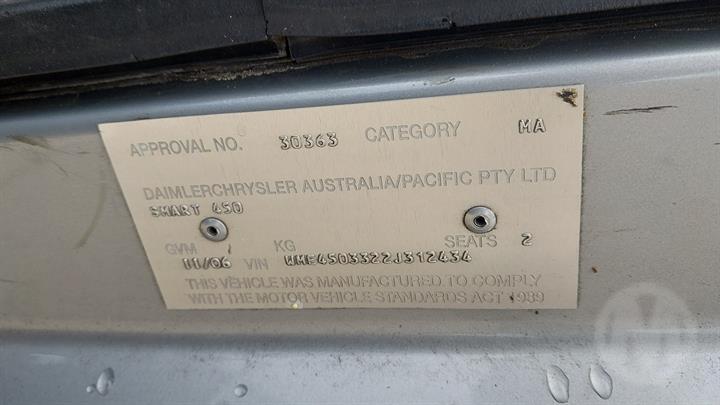 APPROVAL NO. 30363 CATEGORY MA
DAIMLERCHRYSLER AUSTRALIA/PACIFIC PTY LTD
SMART 450
GVM / KG SEATS 2
11/06 VIN WME4503322J312434
THIS VEHICLE WAS MANUFACTURED TO COMPLY
WITH THE MOTOR VEHICLE STANDARDS ACT 1989